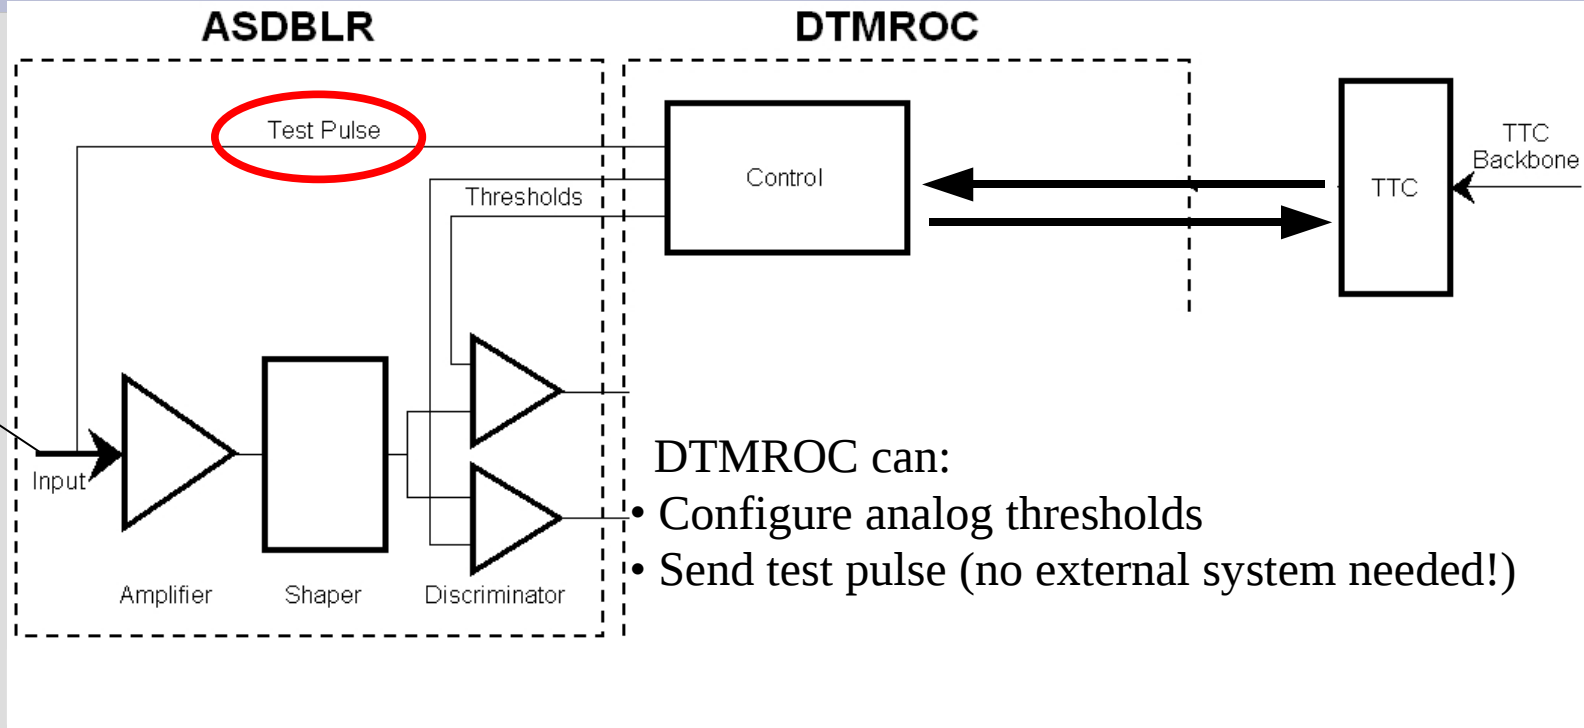 ASDBLR
DTMROC
Test Pulse
Thresholds
Control
TTC
TTC
Backbone
Input
Amplifier
Shaper
Discriminator
DTMROC can:
• Configure analog thresholds
• Send test pulse (no external system needed!)